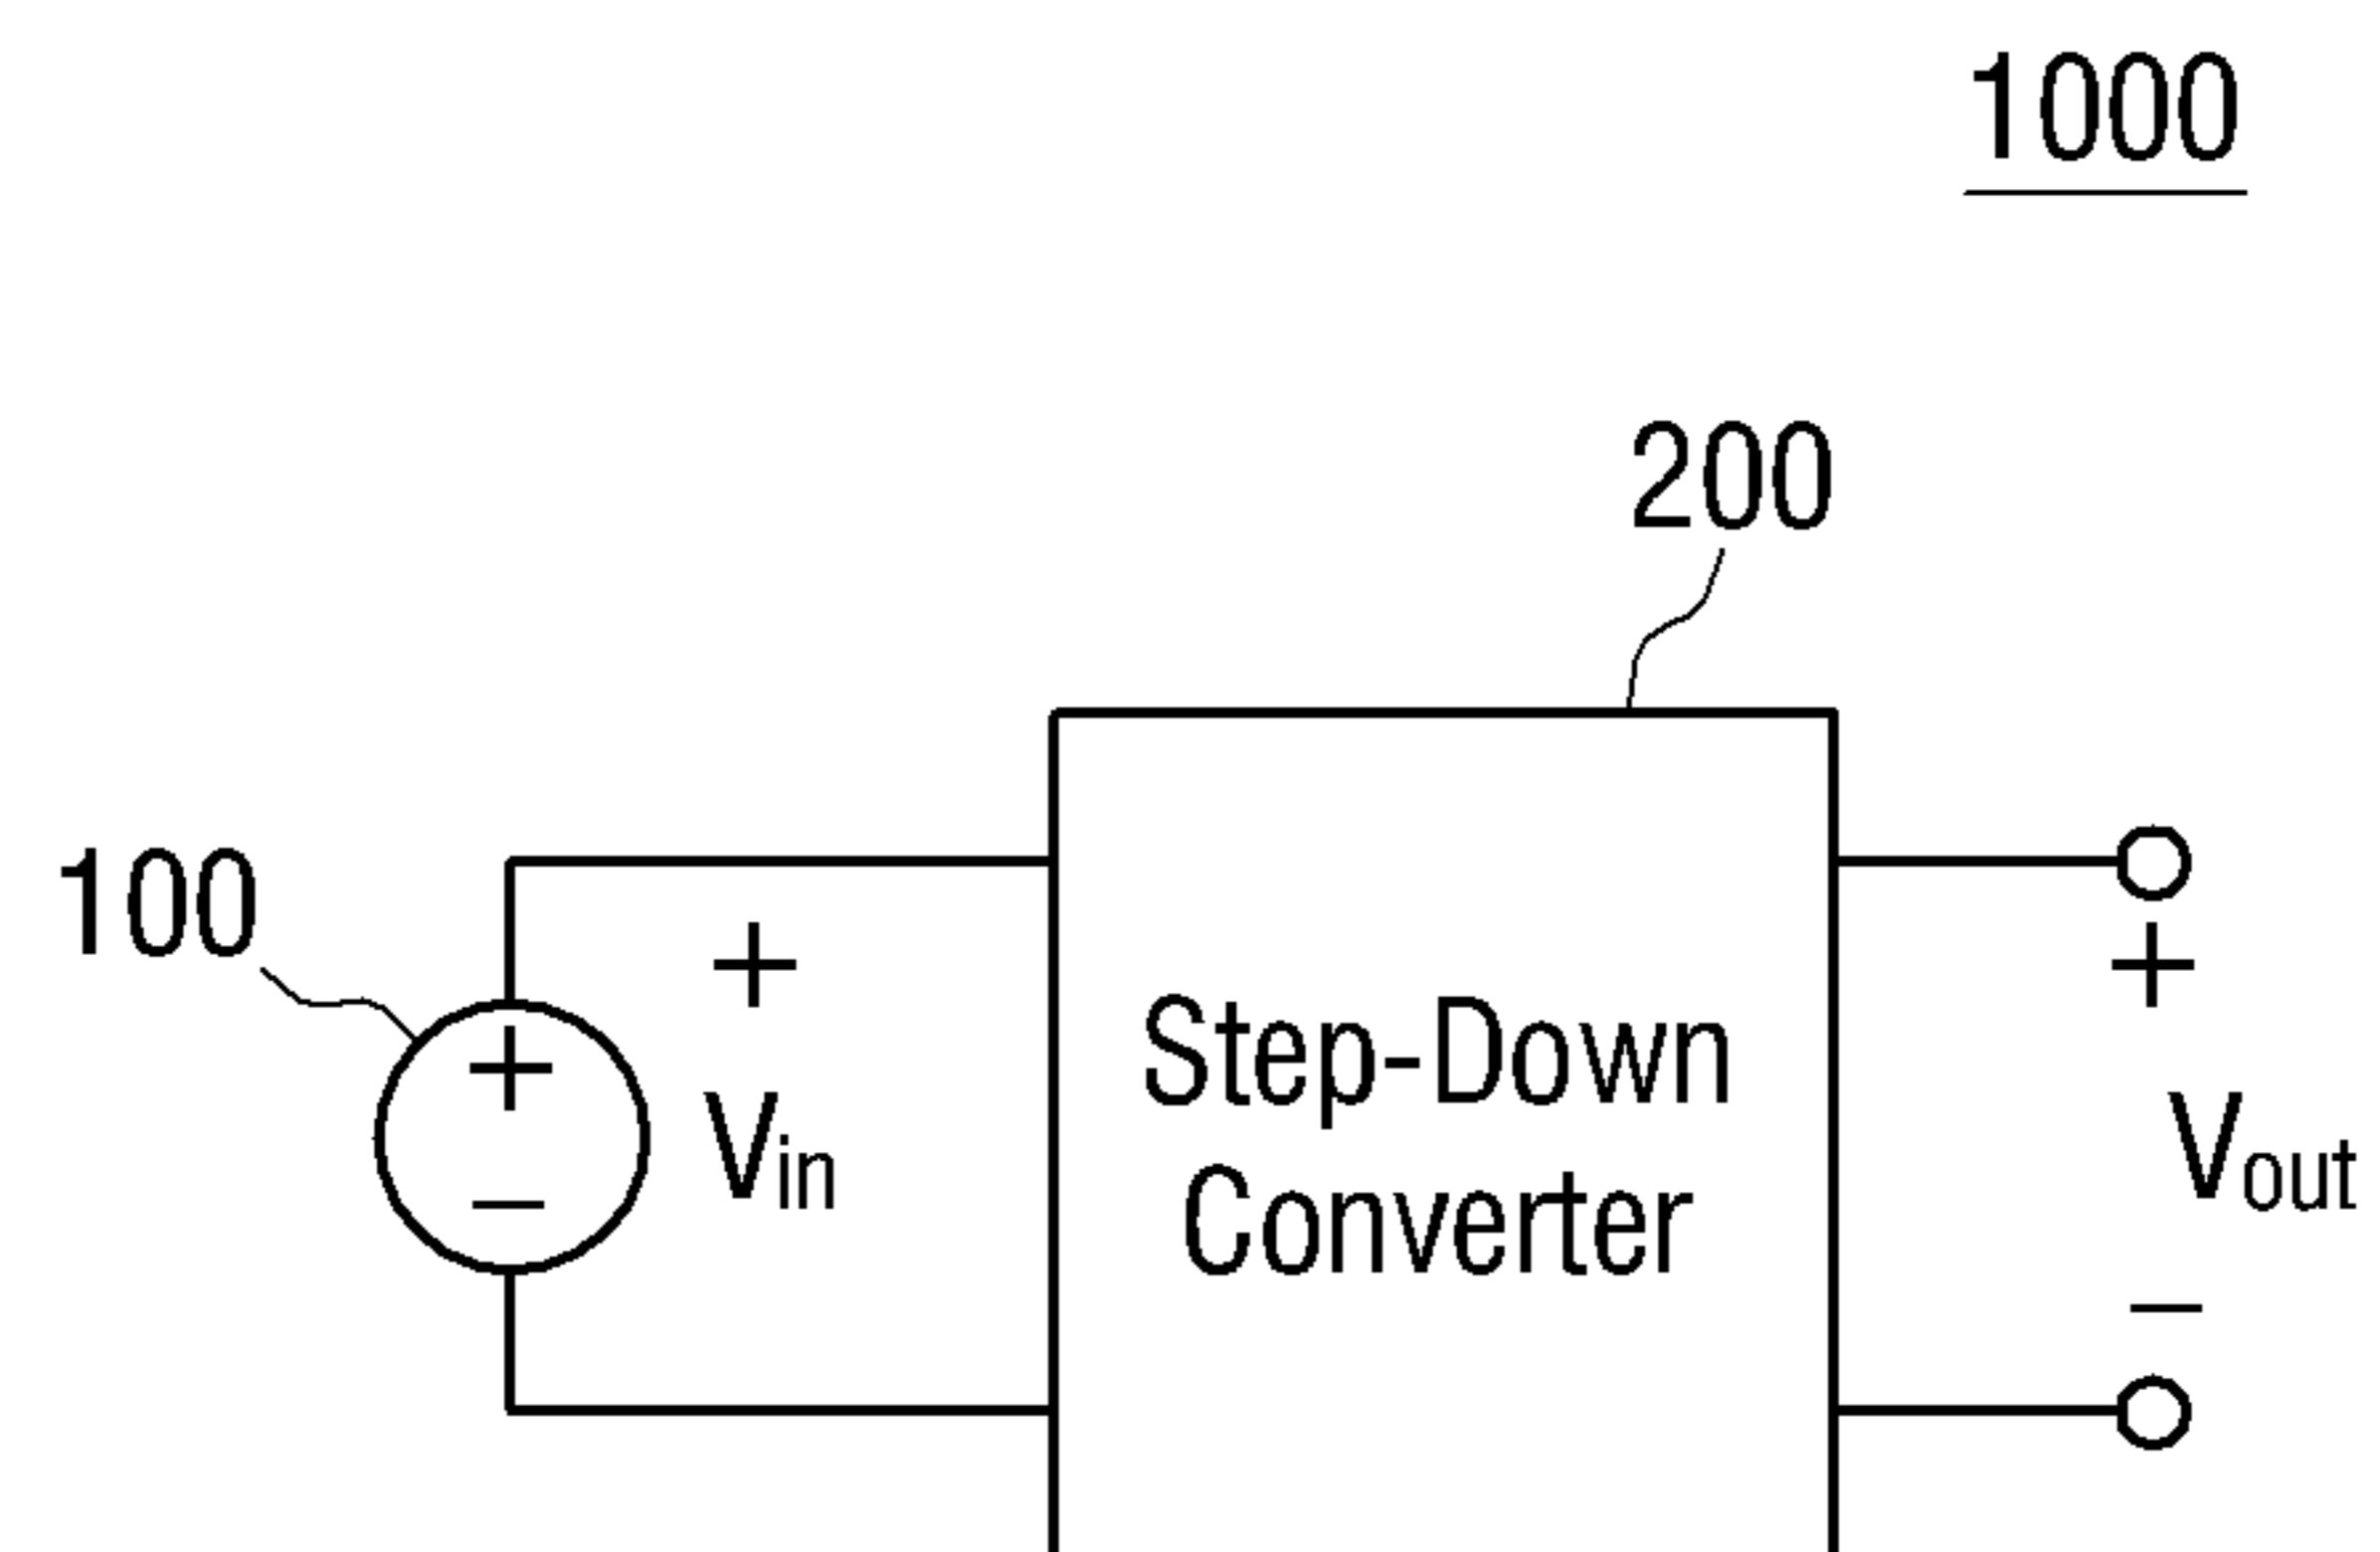 1000
200
100
+
+
+
Step-Down
Vin
Vout
−
Converter
−